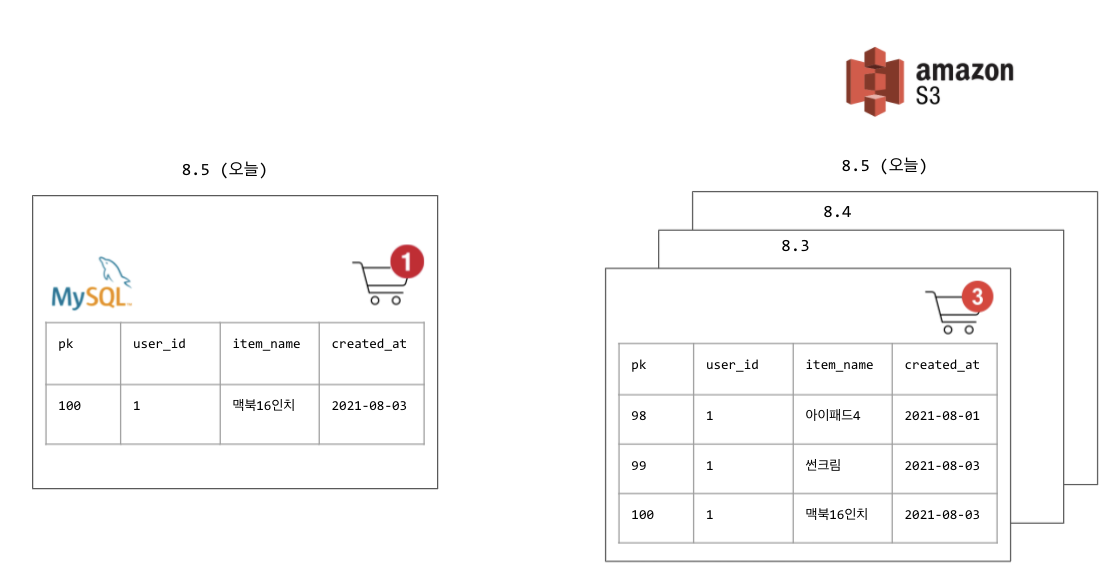 amazon
S3
8.5 (오늘)
8.5 (오늘)
8.4
8.3
MySQL™
1
pk user_id item_name created_at
100 1 맥북16인치 2021-08-03
3
pk user_id item_name created_at
98 1 아이패드4 2021-08-01
99 1 썬크림 2021-08-03
100 1 맥북16인치 2021-08-03